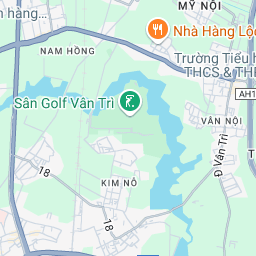 MỸ NỘI
hàng...
Nhà Hàng Lộc
NAM HỒNG
Trường Tiểu h
THCS & THP
AH1
Sân Golf Vân Trì
VÂN NỘI
18
KIM NỖ
Vân Trì
18